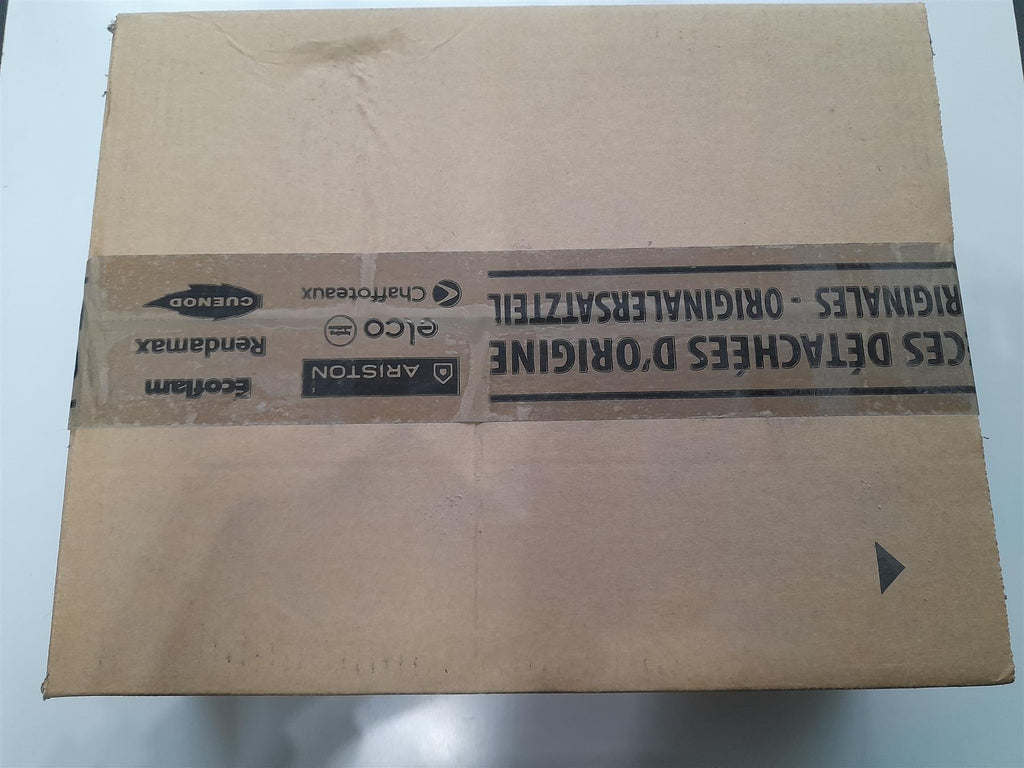 CES DÉTACHÉES D'ORIGINE
RIGINALES - ORIGINALERSATZTEIL
ARISTON
elco
Chaffoteaux
Ecoflam
Rendamax
CUENOD